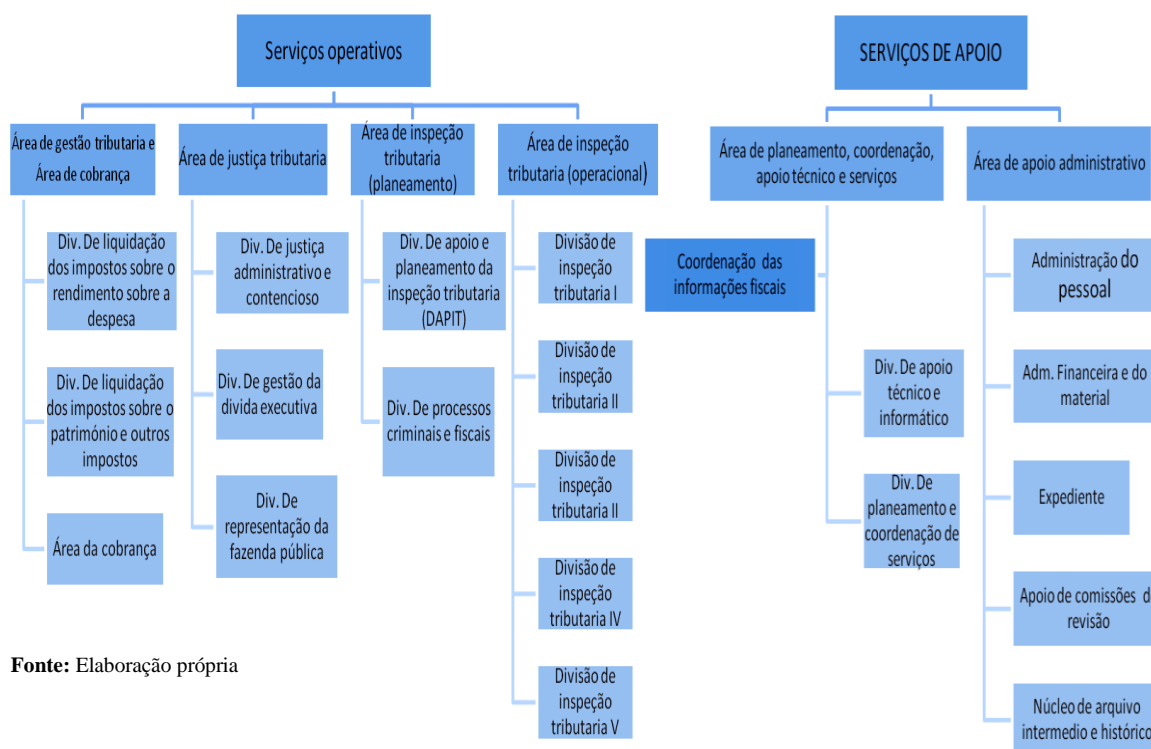 Serviços operativos
Área de gestão tributaria e
Área de cobrança
Div. De liquidação
dos impostos sobre o
rendimento sobre a
despesa
Div. De liquidação
dos impostos sobre o
património e outros
impostos
Área da cobrança
Área de justiça tributaria
Div. De justiça
administrativo e
contencioso
Div. De gestão da
divida executiva
Div. De
representação da
fazenda pública
Área de inspeção
tributaria
(planeamento)
Div. De apoio e
planeamento da
inspeção tributaria
(DAPIT)
Div. De processos
criminais e fiscais
Área de inspeção
tributaria (operacional)
Divisão de
inspeção
tributaria I
Divisão de
inspeção
tributaria II
Divisão de
inspeção
tributaria II
Divisão de
inspeção
tributaria IV
Divisão de
inspeção
tributaria V
SERVIÇOS DE APOIO
Área de planeamento, coordenação,
apoio técnico e serviços
Coordenação das
informações fiscais
Div. De apoio
técnico e
informático
Div. De
planeamento e
coordenação de
serviços
Área de apoio administrativo
Administração do
pessoal
Adm. Financeira e do
material
Expediente
Apoio de comissões d
revisão
Núcleo de arquivo
intermedio e histórico
Fonte: Elaboração própria